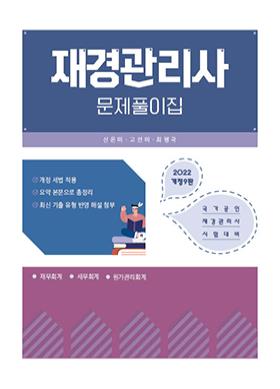 재경관리사
문제풀이집
신은미 · 고선미 · 최병국
개정 세법 적용
요약 본문으로 총정리
최신 기출 유형 반영 해설 첨부
2022
개정9판
국가공인
재경관리사
시험대비
재무회계
세무회계
원가관리회계